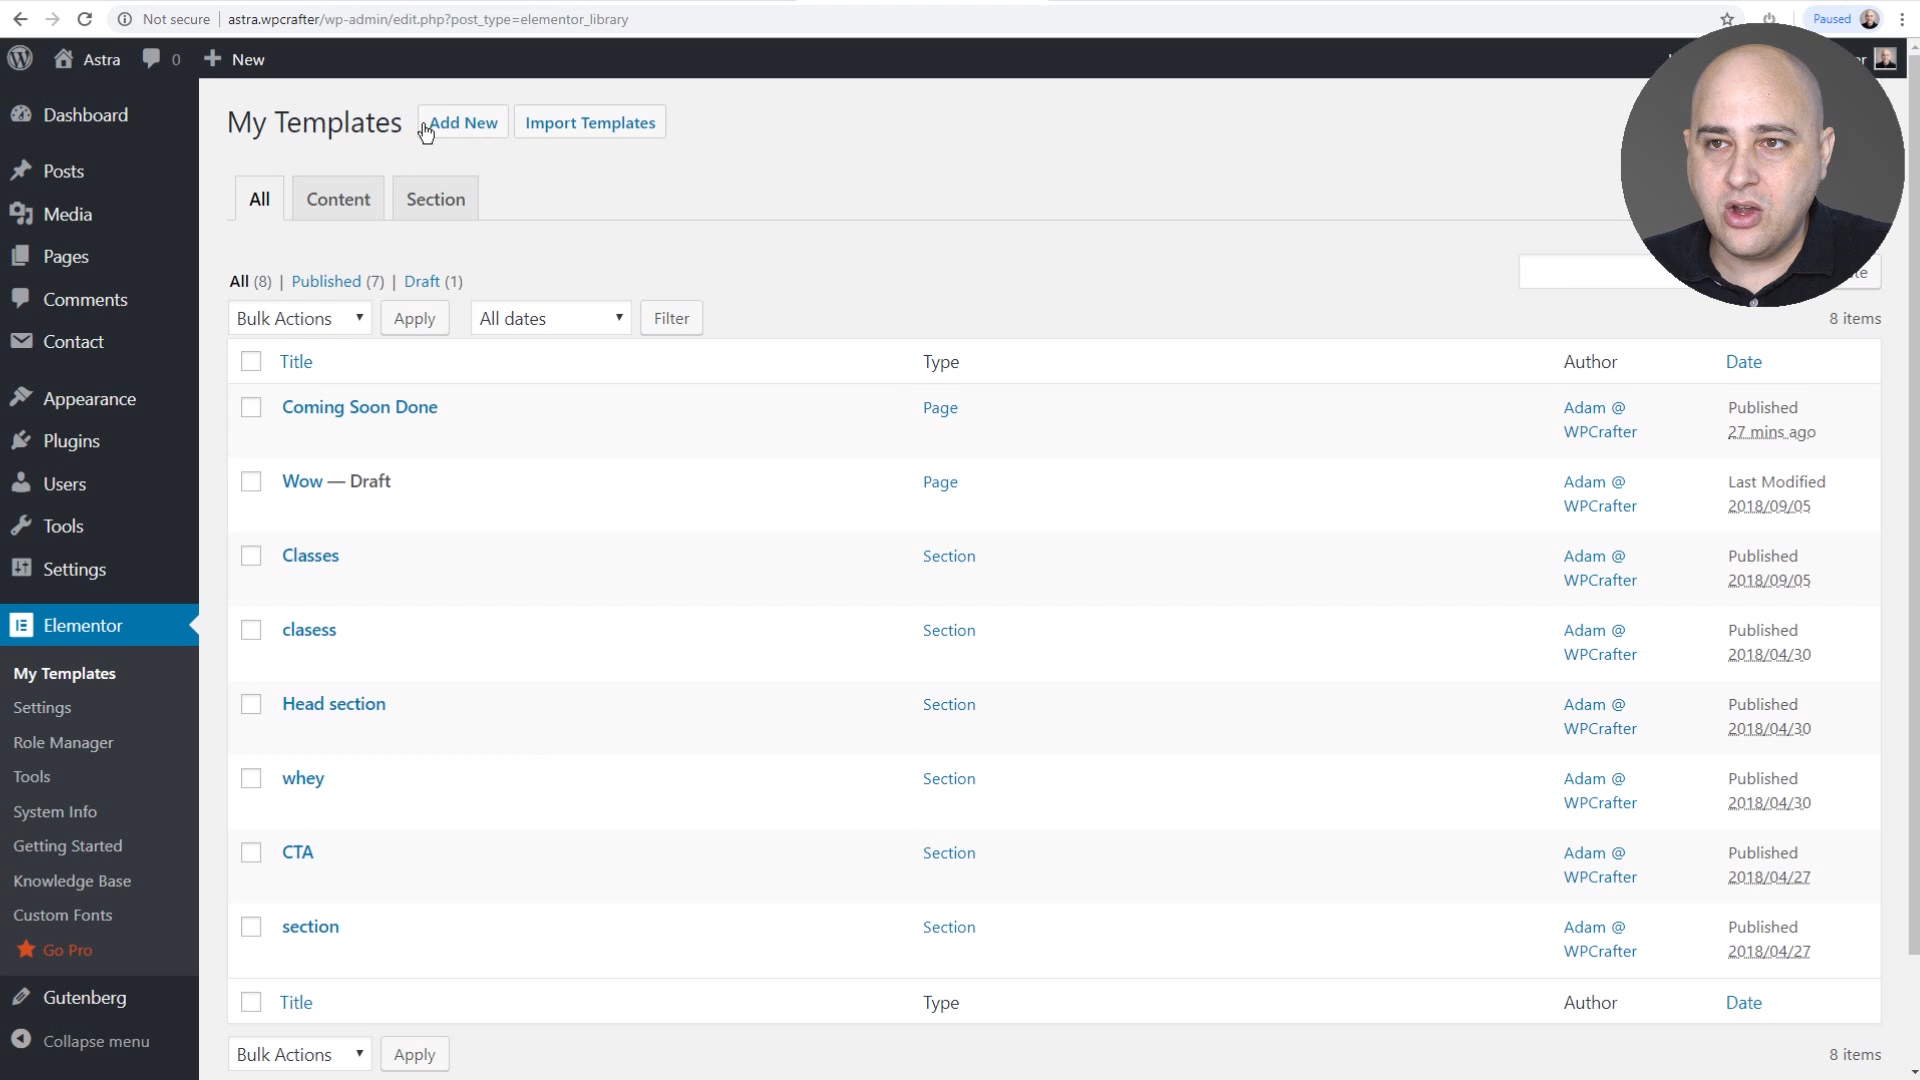 Not secure | astra.wpcrafter/wp-admin/edit.php?post_type=elementor_library
Paused
Astra 0 New
Dashboard
Posts
Media
Pages
Comments
Contact
Appearance
Plugins
Users
Tools
Settings
Elementor
My Templates
Settings
Role Manager
Tools
System Info
Getting Started
Knowledge Base
Custom Fonts
Go Pro
Gutenberg
Collapse menu
My Templates Add New Import Templates
All Content Section
All (8) | Published (7) | Draft (1)
Bulk Actions Apply All dates Filter
8 items
Title Type Author Date
Coming Soon Done Page Adam @ Published
WPCrafter 27 mins ago
Wow — Draft Page Adam @ Last Modified
WPCrafter 2018/09/05
Classes Section Adam @ Published
WPCrafter 2018/09/05
clasess Section Adam @ Published
WPCrafter 2018/04/30
Head section Section Adam @ Published
WPCrafter 2018/04/30
whey Section Adam @ Published
WPCrafter 2018/04/30
CTA Section Adam @ Published
WPCrafter 2018/04/27
section Section Adam @ Published
WPCrafter 2018/04/27
Title Type Author Date
Bulk Actions Apply
8 items